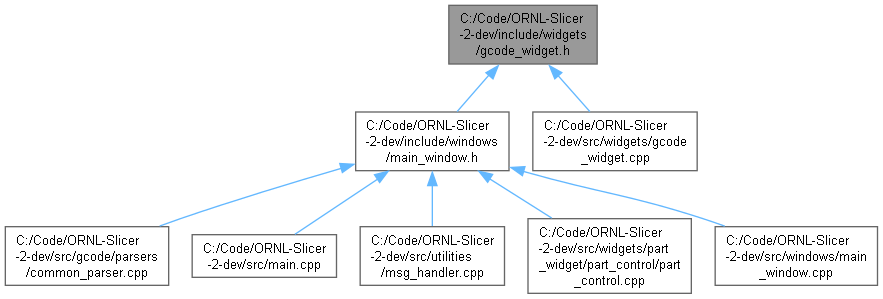 C:/Code/ORNL-Slicer
-2-dev/include/widgets
/gcode_widget.h
C:/Code/ORNL-Slicer
-2-dev/include/windows
/main_window.h
C:/Code/ORNL-Slicer
-2-dev/src/widgets/gcode
_widget.cpp
C:/Code/ORNL-Slicer
-2-dev/src/gcode/parsers
/common_parser.cpp
C:/Code/ORNL-Slicer
-2-dev/src/main.cpp
C:/Code/ORNL-Slicer
-2-dev/src/utilities
/msg_handler.cpp
C:/Code/ORNL-Slicer
-2-dev/src/widgets/part
_widget/part_control/part
_control.cpp
C:/Code/ORNL-Slicer
-2-dev/src/windows/main
_window.cpp